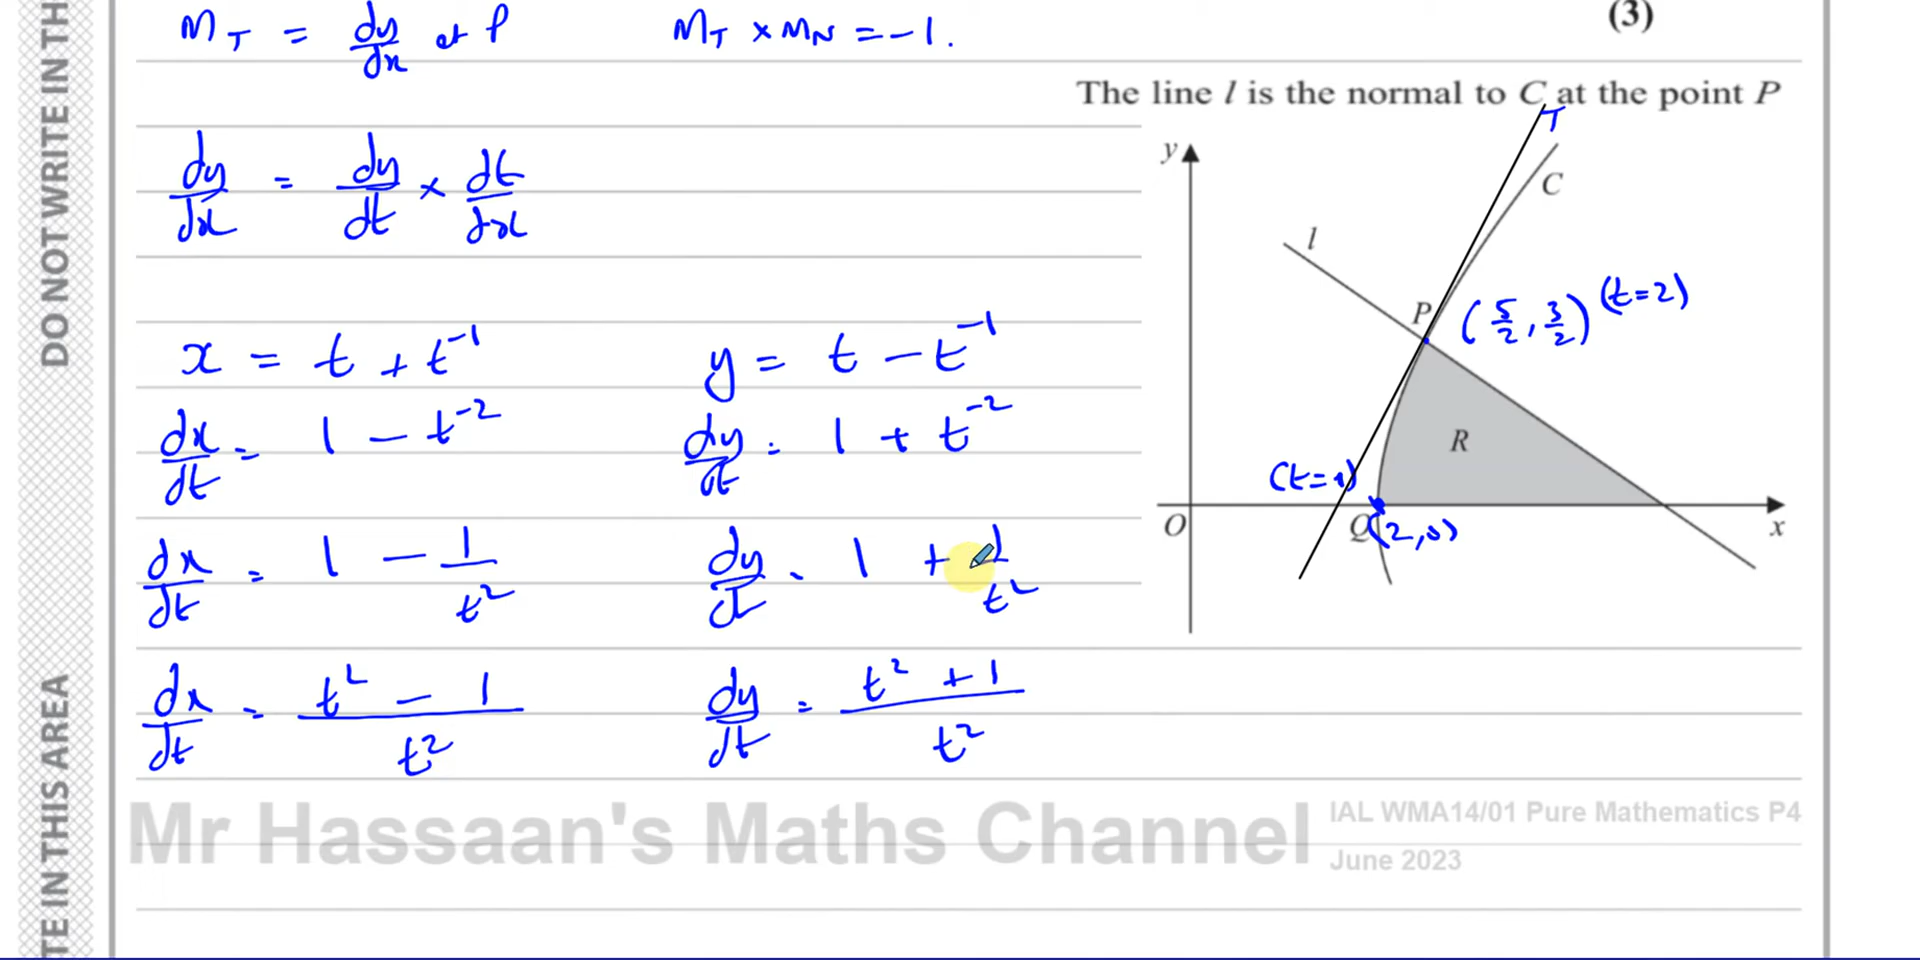 M_T = dy/dx at P    M_T × M_N = -1.    (3)
The line l is the normal to C at the point P
dy/dx = dy/dt × dt/dx
y
T
C
l
P (5/2, 3/2) (t=2)
x = t + t^-1    y = t - t^-1
dx/dt = 1 - t^-2    dy/dt = 1 + t^-2
R
(t=1)
O Q (2,0) x
dx/dt = 1 - 1/t^2    dy/dt = 1 + 1/t^2
dx/dt = (t^2 - 1)/t^2    dy/dt = (t^2 + 1)/t^2
Mr Hassaan's Maths Channel
IAL WMA14/01 Pure Mathematics P4
June 2023
DO NOT WRITE IN TH
TE IN THIS AREA